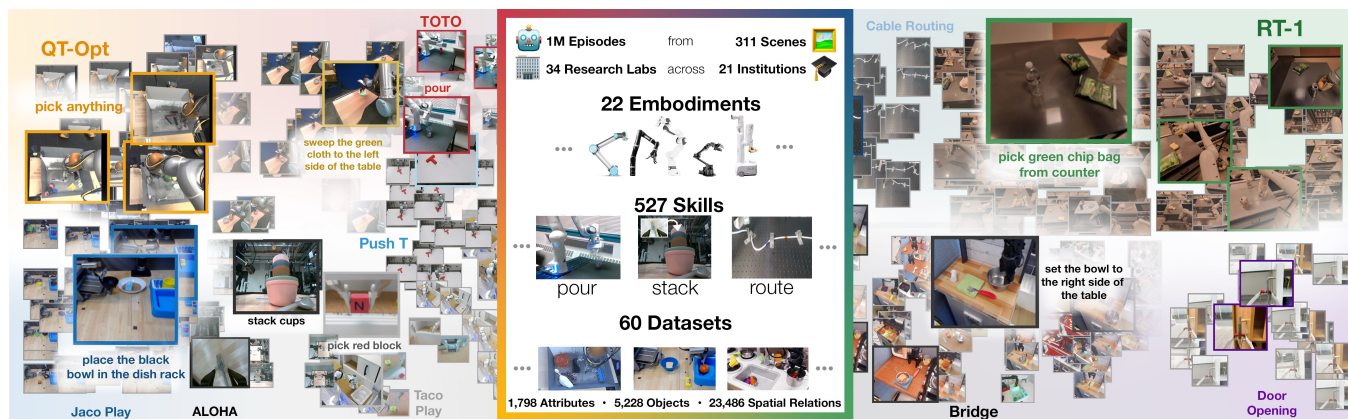 QT-Opt
pick anything
TOTO
pour
sweep the green
cloth to the left
side of the table
Push T
place the black
bowl in the dish rack
Jaco Play
stack cups
ALOHA
N
pick red block
Taco
Play
1M Episodes from 311 Scenes
34 Research Labs across 21 Institutions
22 Embodiments
527 Skills
pour stack route
60 Datasets
1,798 Attributes • 5,228 Objects • 23,486 Spatial Relations
Cable Routing
pick green chip bag
from counter
RT-1
set the bowl to
the right side of
the table
Bridge
Door
Opening